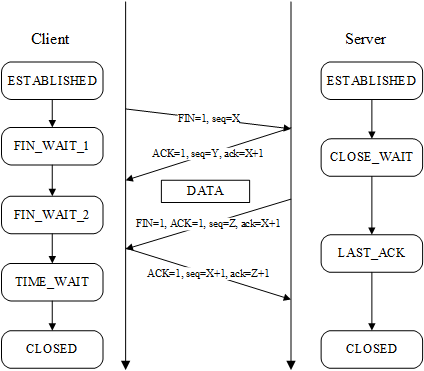 Client
Server
ESTABLISHED
ESTABLISHED
FIN=1, seq=X
FIN_WAIT_1
ACK=1, seq=Y, ack=X+1
CLOSE_WAIT
DATA
FIN_WAIT_2
FIN=1, ACK=1, seq=Z, ack=X+1
LAST_ACK
TIME_WAIT
ACK=1, seq=X+1, ack=Z+1
CLOSED
CLOSED